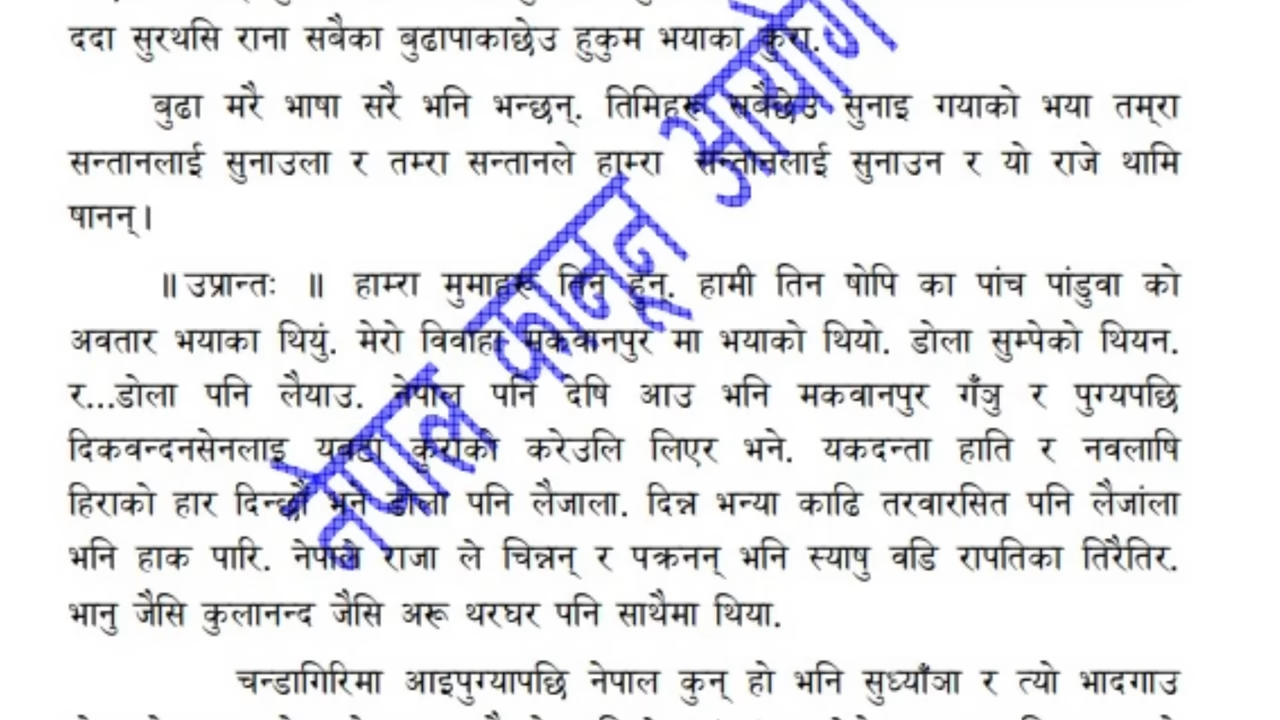 ददा सुरथसि राना सबैका बुढापाकाछेउ हुकुम भयाका कुरा.
बुढा मरै भाषा सरै भनि भन्छन्. तिमिहरू सबैछेउ सुनाइ गयाको भया तम्रा
सन्तानलाई सुनाउला र तम्रा सन्तानले हाम्रा सन्तानलाई सुनाउन र यो राजे थामि
षानन्।
॥ उप्रान्तः ॥ हाम्रा मुमाहरू तिन हुन्. हामी तिन षोपि का पांच पांडुवा को
अवतार भयाका थियुं. मेरो विवाहा मकवानपुर मा भयाको थियो. डोला सुम्पेको थियन.
र...डोला पनि लैयाउ. नेपाल पनि देषि आउ भनि मकवानपुर गँञु र पुग्यपछि
दिकवन्दनसेनलाइ यवटा कुराको करेउलि लिएर भने. यकदन्ता हाति र नवलाषि
हिराको हार दिन्छौ भने डोला पनि लैजाला. दिन्न भन्या काढि तरवारसित पनि लैजांला
भनि हाक पारि. नेपाले राजा ले चिन्नन् र पक्रनन् भनि स्यापु वडि रापतिका तिरैतिर.
भानु जैसि कुलानन्द जैसि अरू थरघर पनि साथैमा थिया.
चन्डागिरिमा आइपुग्यापछि नेपाल कुन् हो भनि सुध्याँञा र त्यो भादगाउ
नेपाल कानून आयोग